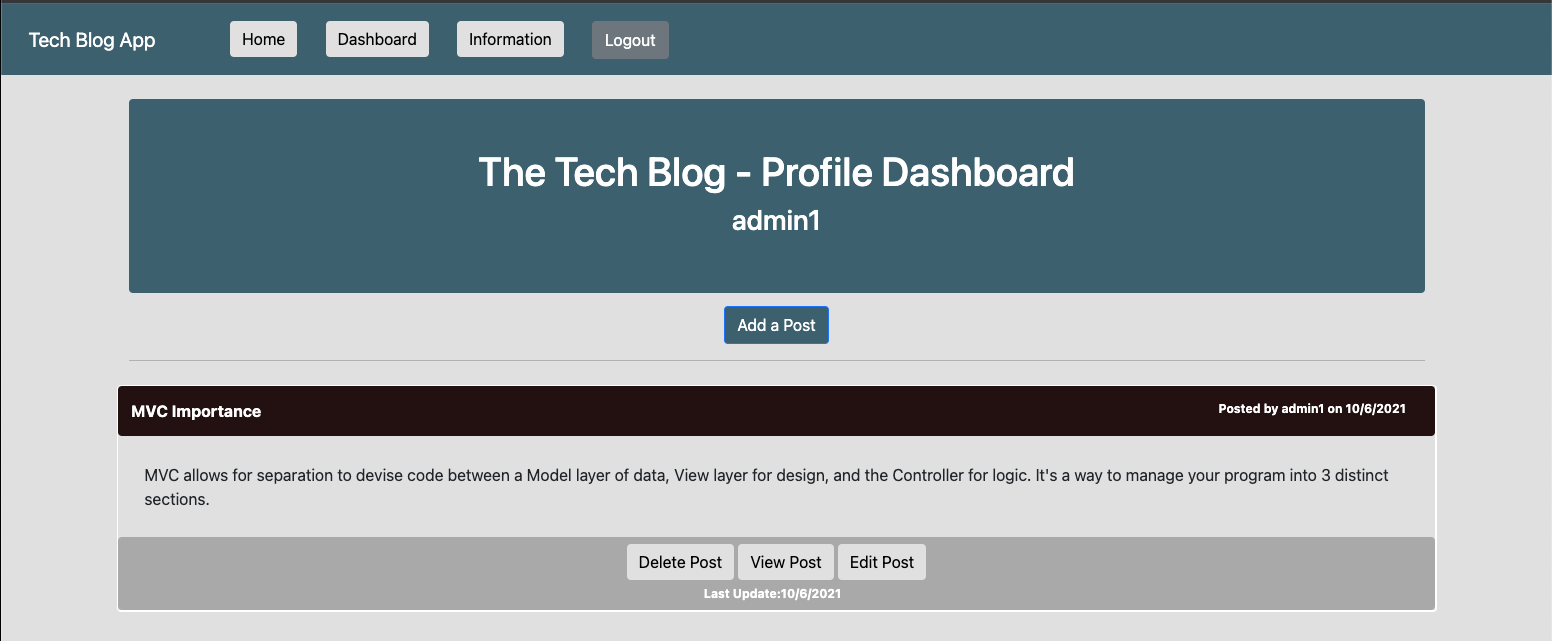 Tech Blog App Home Dashboard Information Logout
The Tech Blog - Profile Dashboard
admin1
Add a Post
MVC Importance Posted by admin1 on 10/6/2021
MVC allows for separation to devise code between a Model layer of data, View layer for design, and the Controller for logic. It's a way to manage your program into 3 distinct
sections.
Delete Post View Post Edit Post
Last Update:10/6/2021